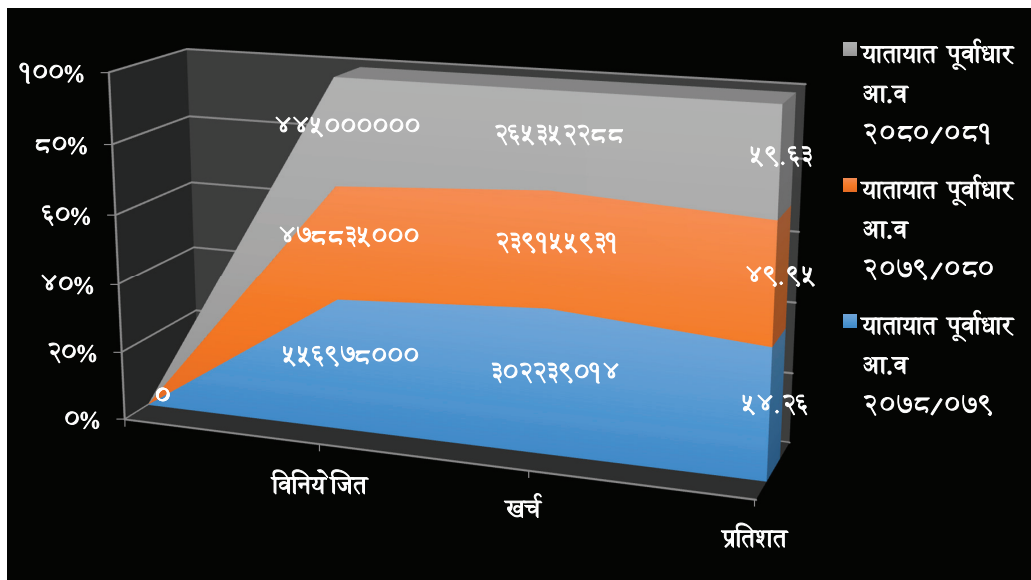 १००%
८०%
६०%
४०%
२०%
०%
४४५००००००
२६५३५२२८८
५९.६३
४७८८३५०००
२३९१५५९३१
४९.९५
५५६९७८०००
३०२२३९०१४
५४.२६
०
विनियोजित
खर्च
प्रतिशत
यातायात पूर्वाधार
आ.व
२०८०/०८१
यातायात पूर्वाधार
आ.व
२०७९/०८०
यातायात पूर्वाधार
आ.व
२०७८/०७९